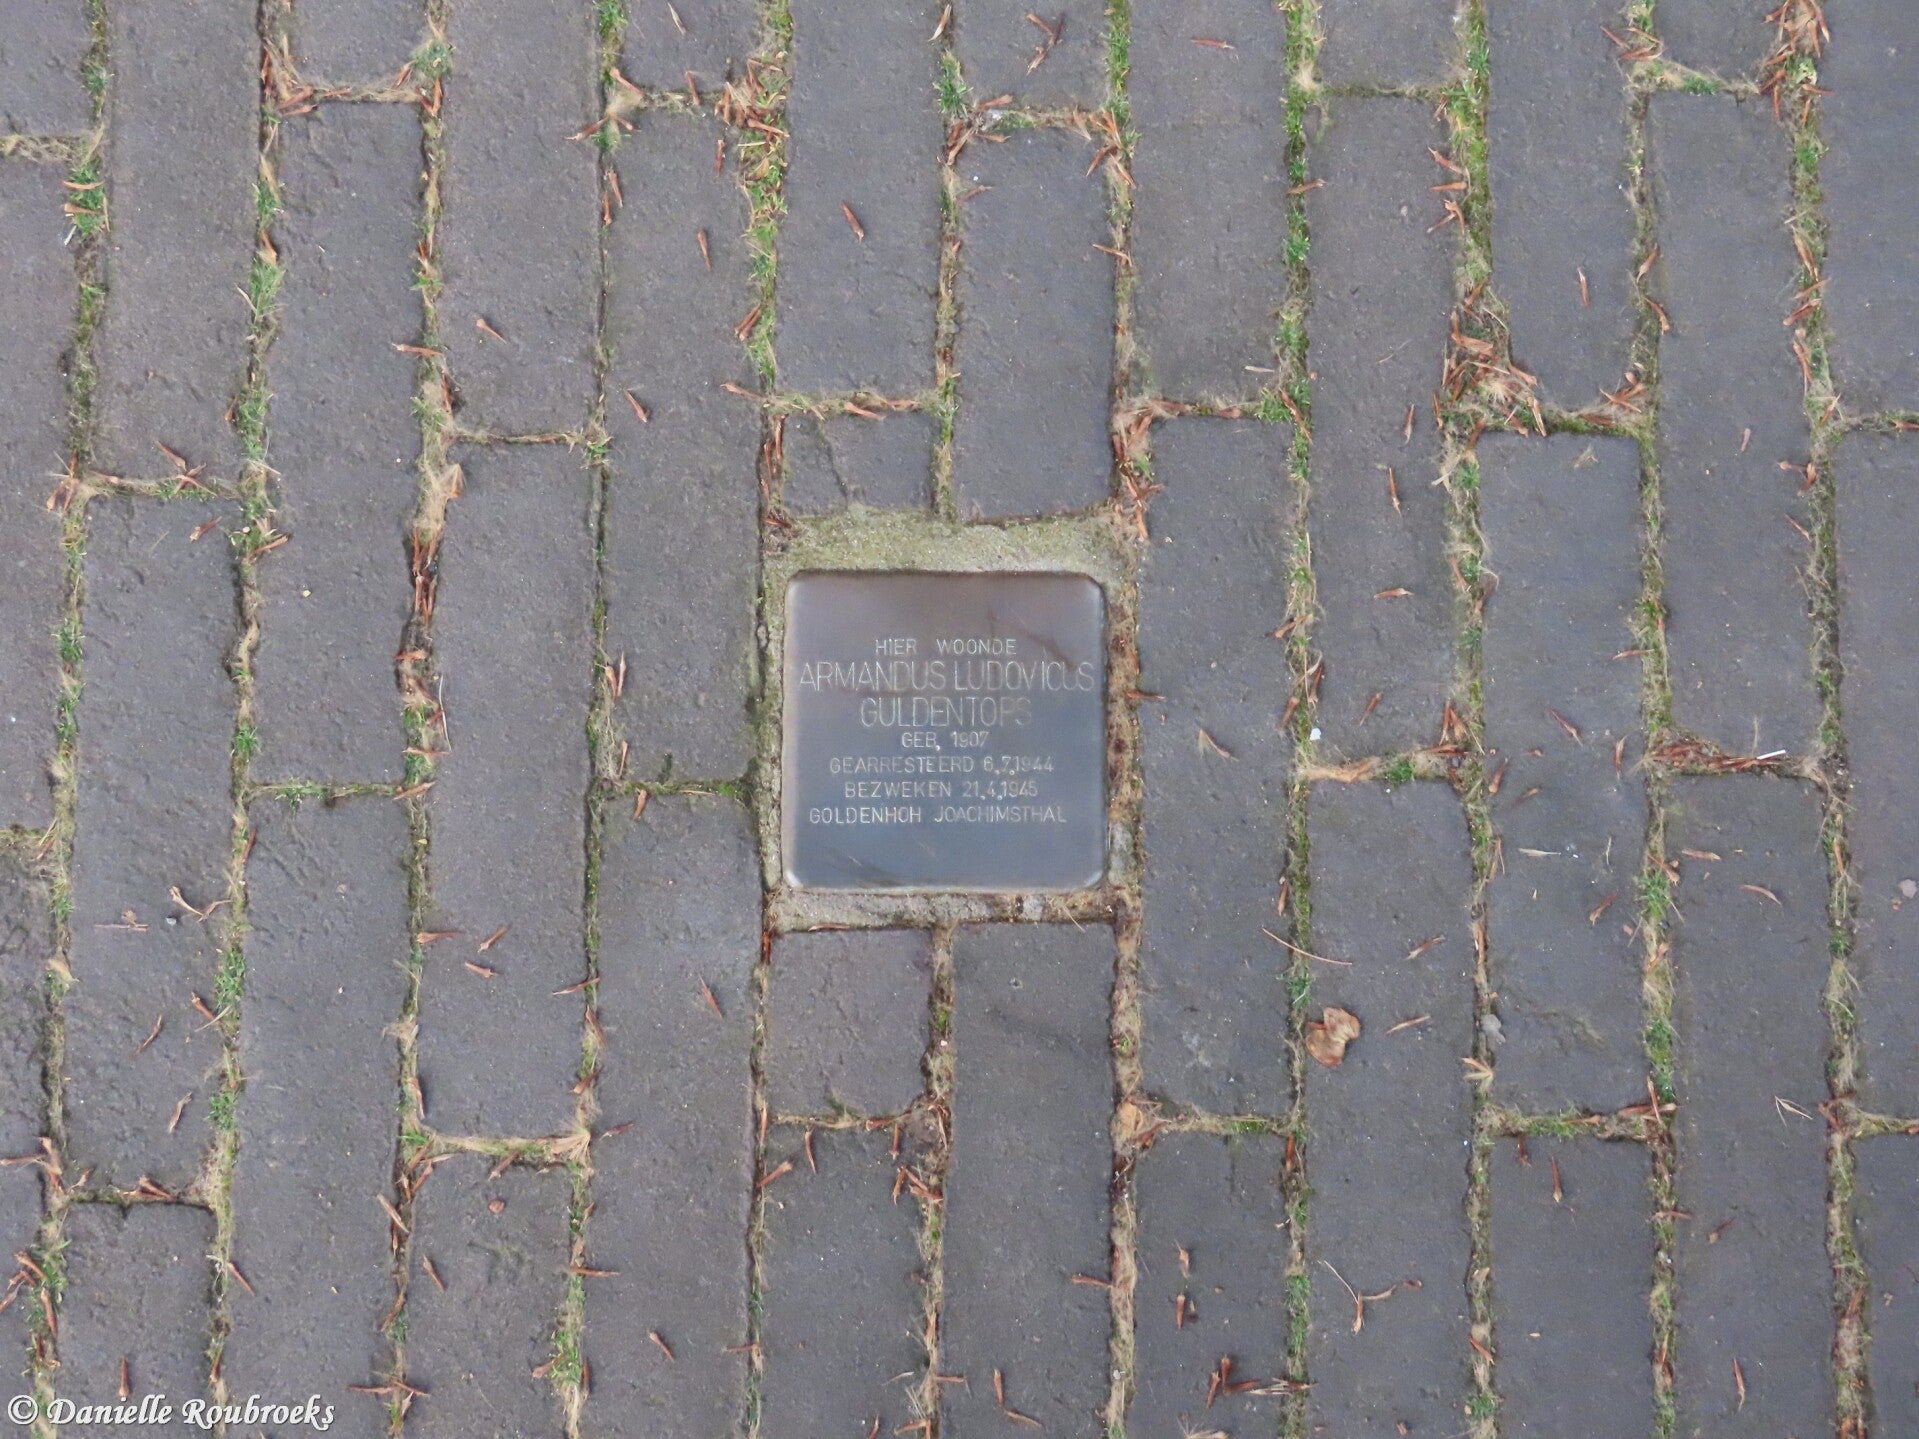 HIER WOONDE
ARMANDUS LUDOVICUS
GULDENTOPS
GEB. 1907
GEARRESTEERD 6.7.1944
BEZWEKEN 21.4.1945
GOLDENHOH JOACHIMSTHAL
© Danielle Roubroeks